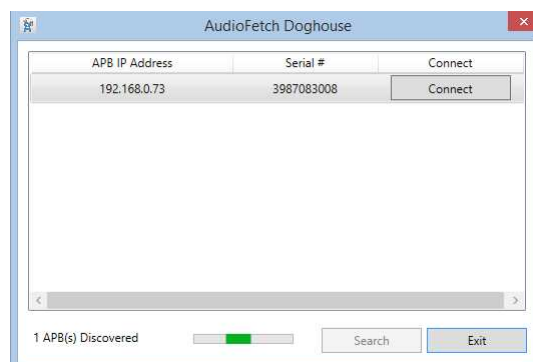 AudioFetch Doghouse
APB IP Address Serial # Connect
192.168.0.73 3987083008 Connect
1 APB(s) Discovered Search Exit